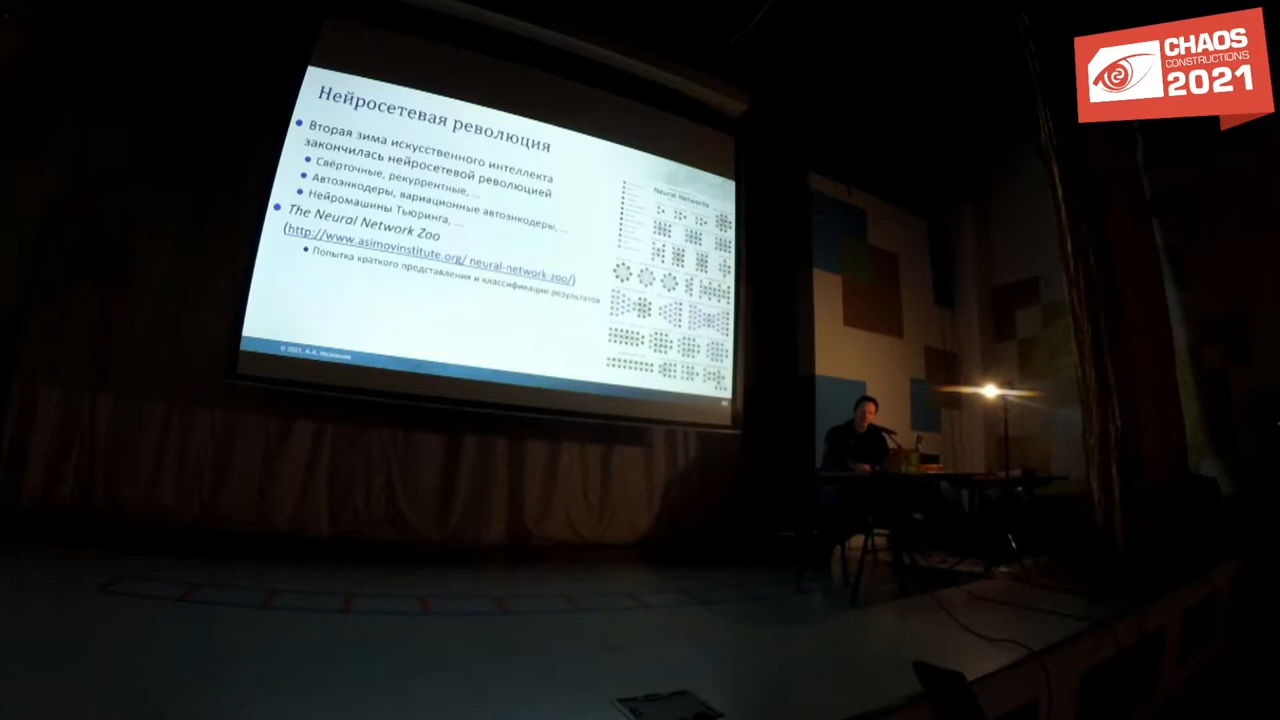 Нейросетевая революция
Вторая зима искусственного интеллекта
закончилась нейросетевой революцией
Свёрточные, рекуррентные, ...
Автоэнкодеры, вариационные автоэнкодеры, ...
Нейромашины Тьюринга, ...
The Neural Network Zoo
(http://www.asimovinstitute.org/ neural-network-zoo/)
Попытка краткого представления и классификации результатов
Neural Networks
© 2021, А.А.
CHAOS
CONSTRUCTIONS
2021